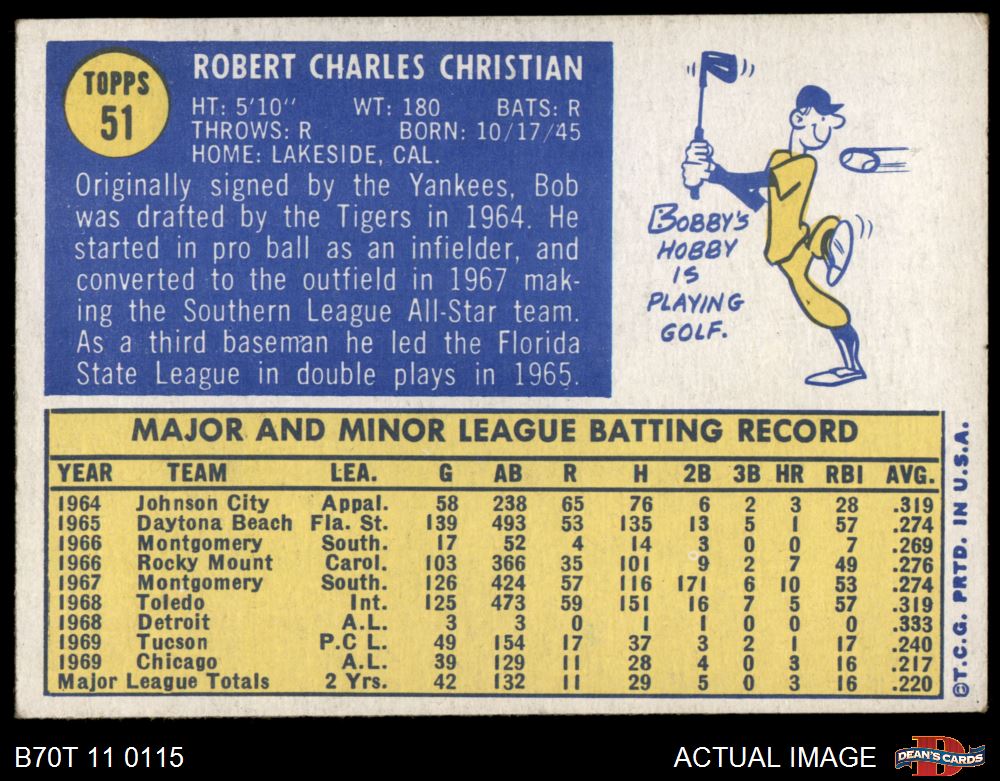 TOPPS
51
ROBERT CHARLES CHRISTIAN
HT: 5'10" WT: 180 BATS: R
THROWS: R BORN: 10/17/45
HOME: LAKESIDE, CAL.
Originally signed by the Yankees, Bob
was drafted by the Tigers in 1964. He
started in pro ball as an infielder, and
converted to the outfield in 1967 mak-
ing the Southern League All-Star team.
As a third baseman he led the Florida
State League in double plays in 1965.
BOBBY'S
HOBBY
IS
PLAYING
GOLF.
MAJOR AND MINOR LEAGUE BATTING RECORD
YEAR TEAM LEA. G AB R H 2B 3B HR RBI AVG.
1964 Johnson City Appal. 58 238 65 76 6 2 3 28 .319
1965 Daytona Beach Fla. St. 139 493 53 135 13 5 1 57 .274
1966 Montgomery South. 17 52 4 14 3 0 0 7 .269
1966 Rocky Mount Carol. 103 366 35 101 9 2 7 49 .276
1967 Montgomery South. 126 424 57 116 171 6 10 53 .274
1968 Toledo Int. 125 473 59 151 16 7 5 57 .319
1968 Detroit A.L. 3 3 0 1 1 0 0 0 .333
1969 Tucson P.C L. 49 154 17 37 3 2 1 17 .240
1969 Chicago A.L. 39 129 11 28 4 0 3 16 .217
Major League Totals 2 Yrs. 42 132 11 29 5 0 3 16 .220
©T.C.G. PRTD. IN U.S.A.
B70T 11 0115
ACTUAL IMAGE
DEAN'S CARDS